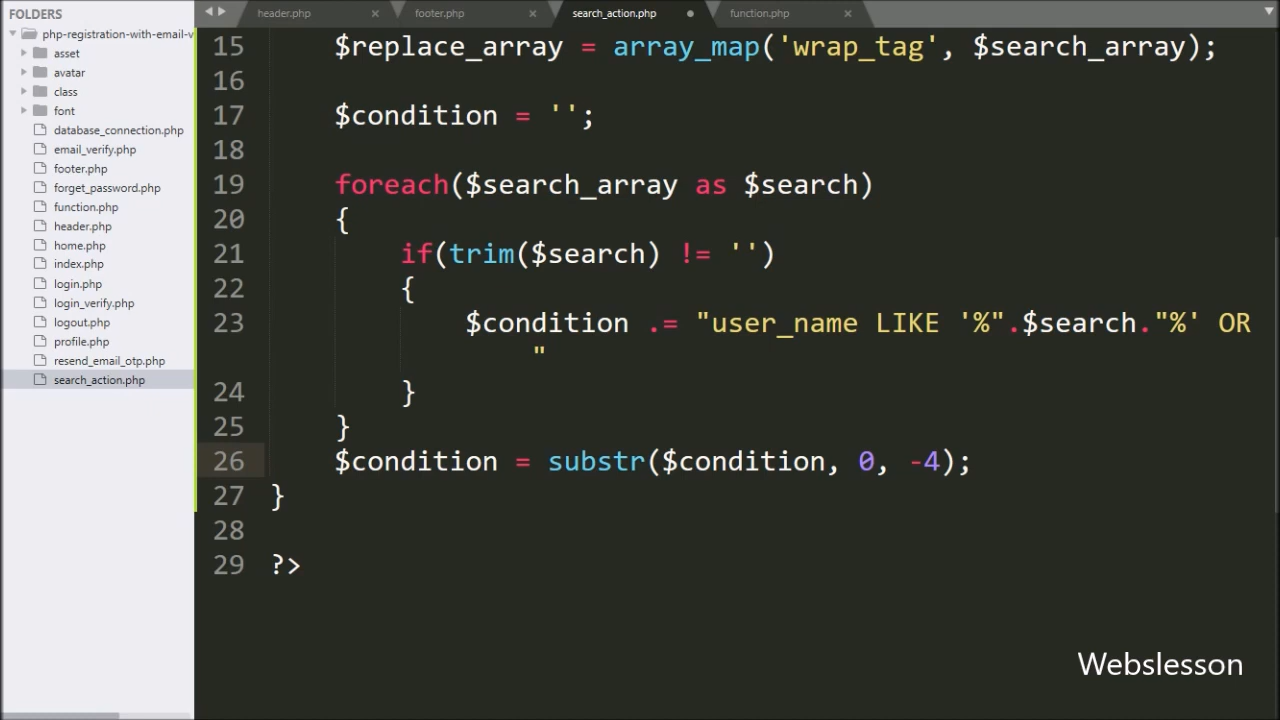 FOLDERS
php-registration-with-email-v
asset
avatar
class
font
database_connection.php
email_verify.php
footer.php
forget_password.php
function.php
header.php
home.php
index.php
login.php
login_verify.php
logout.php
profile.php
resend_email_otp.php
search_action.php
header.php × footer.php × search_action.php function.php ×
15 $replace_array = array_map('wrap_tag', $search_array);
16
17 $condition = '';
18
19 foreach($search_array as $search)
20 {
21 if(trim($search) != '')
22 {
23 $condition .= "user_name LIKE '%".$search."%' OR
"
24 }
25 }
26 $condition = substr($condition, 0, -4);
27 }
28
29 ?>
Webslesson